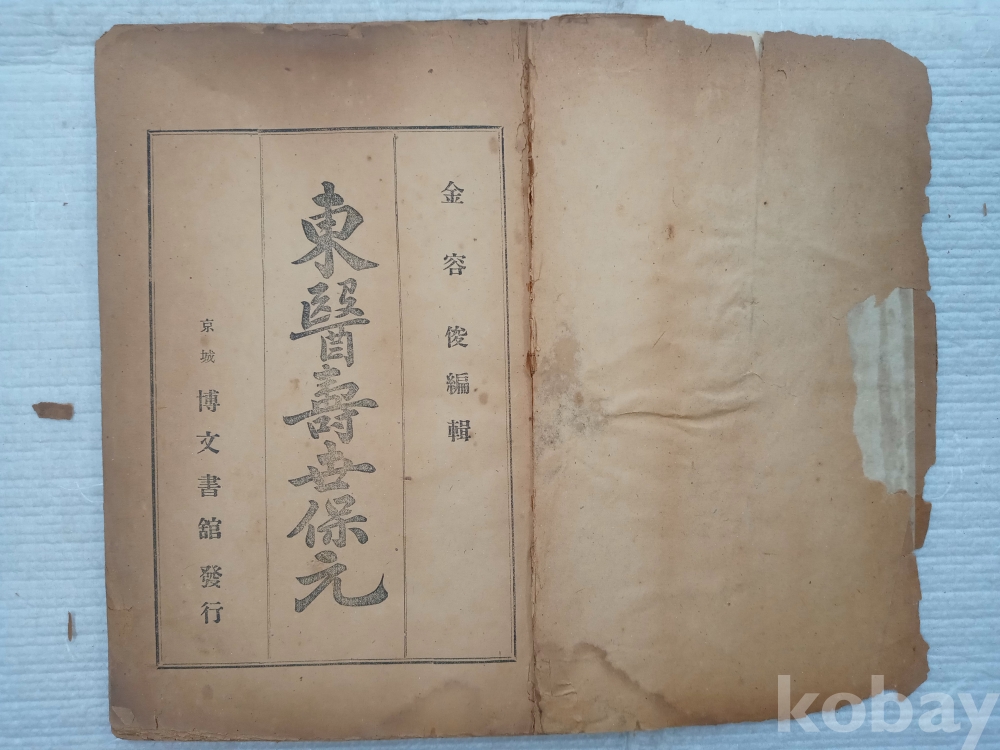 金容俊編輯
東醫壽世保元
京城 博文書舘發行
kobay